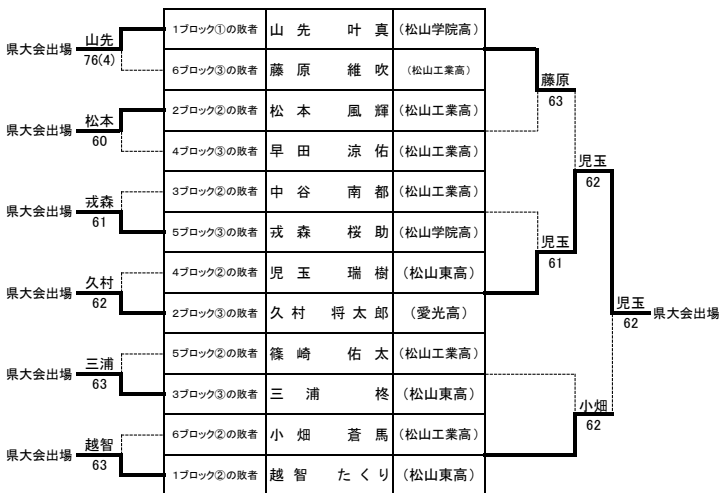 1ブロック①の敗者 山先 叶真 (松山学院高)
県大会出場 山先
76(4)
6ブロック③の敗者 藤原 維吹 (松山工業高)
藤原
63
2ブロック②の敗者 松本 風輝 (松山工業高)
県大会出場 松本
60
4ブロック③の敗者 早田 涼佑 (松山工業高)
児玉
62
3ブロック②の敗者 中谷 南都 (松山工業高)
県大会出場 戎森
61
5ブロック③の敗者 戎森 桜助 (松山学院高)
児玉
61
4ブロック②の敗者 児玉 瑞樹 (松山東高)
県大会出場 久村
62
2ブロック③の敗者 久村 将太郎 (愛光高)
児玉
62 県大会出場
5ブロック②の敗者 篠崎 佑太 (松山工業高)
県大会出場 三浦
63
3ブロック③の敗者 三浦 柊 (松山東高)
小畑
62
6ブロック②の敗者 小畑 蒼馬 (松山工業高)
県大会出場 越智
63
1ブロック②の敗者 越智 たくり (松山東高)